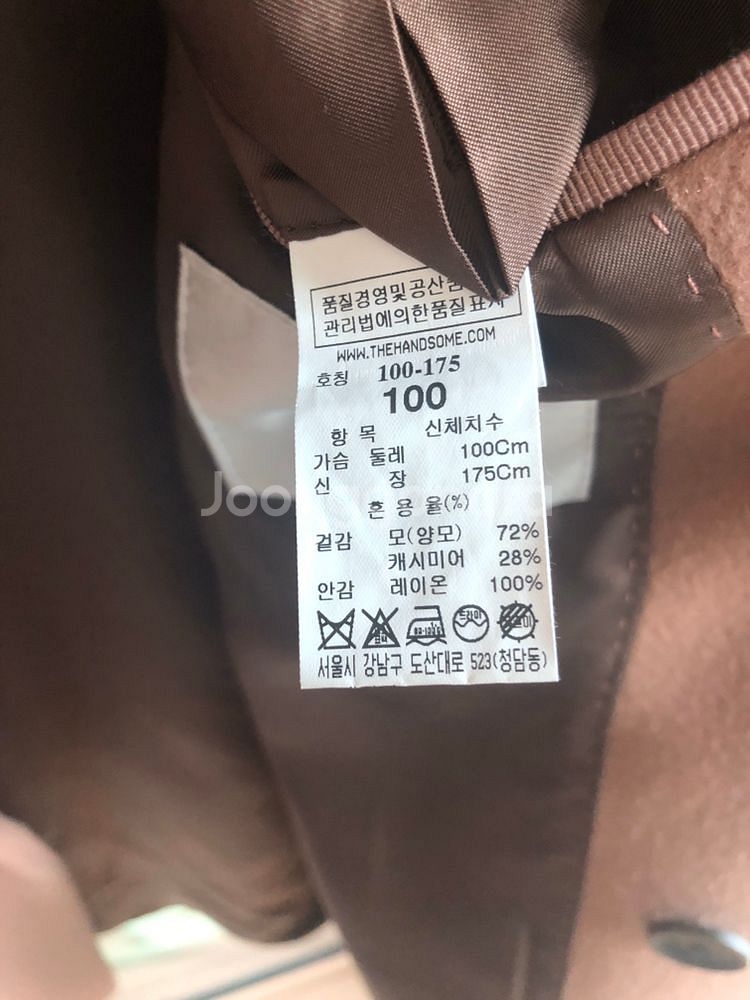 품질경영및공산
관리법에의한품질표시
WWW.THEHANDSOME.COM
호칭 100-175
100
항 목 신체치수
가슴 둘레 100Cm
신 장 175Cm
혼 용 율(%)
겉감 모(양모) 72%
캐시미어 28%
안감 레이온 100%
드라이
서울시 강남구 도산대로 523(청담동)